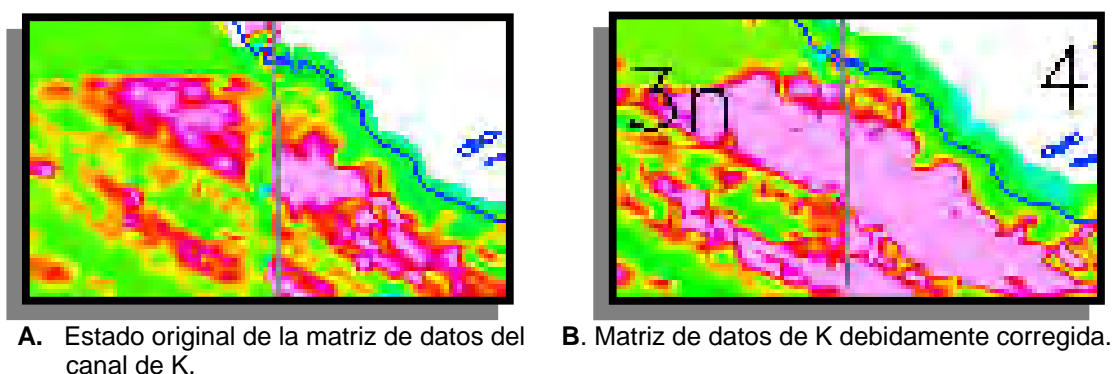 3n
4
A. Estado original de la matriz de datos del
canal de K.
B. Matriz de datos de K debidamente corregida.